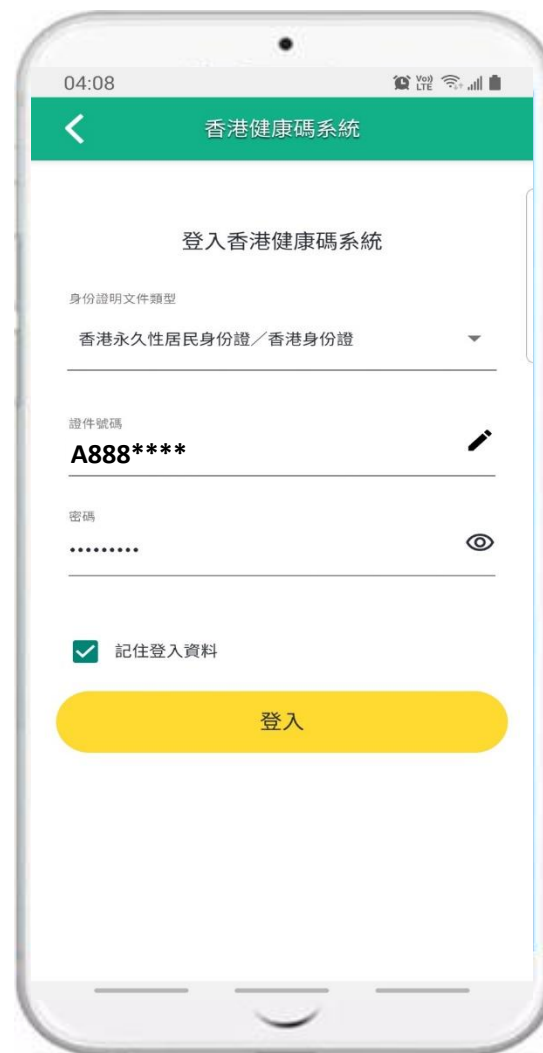 04:08
Vo)) LTE
香港健康碼系統
登入香港健康碼系統
身份證明文件類型
香港永久性居民身份證／香港身份證
證件號碼
A888****
密碼
•••••••••
記住登入資料
登入